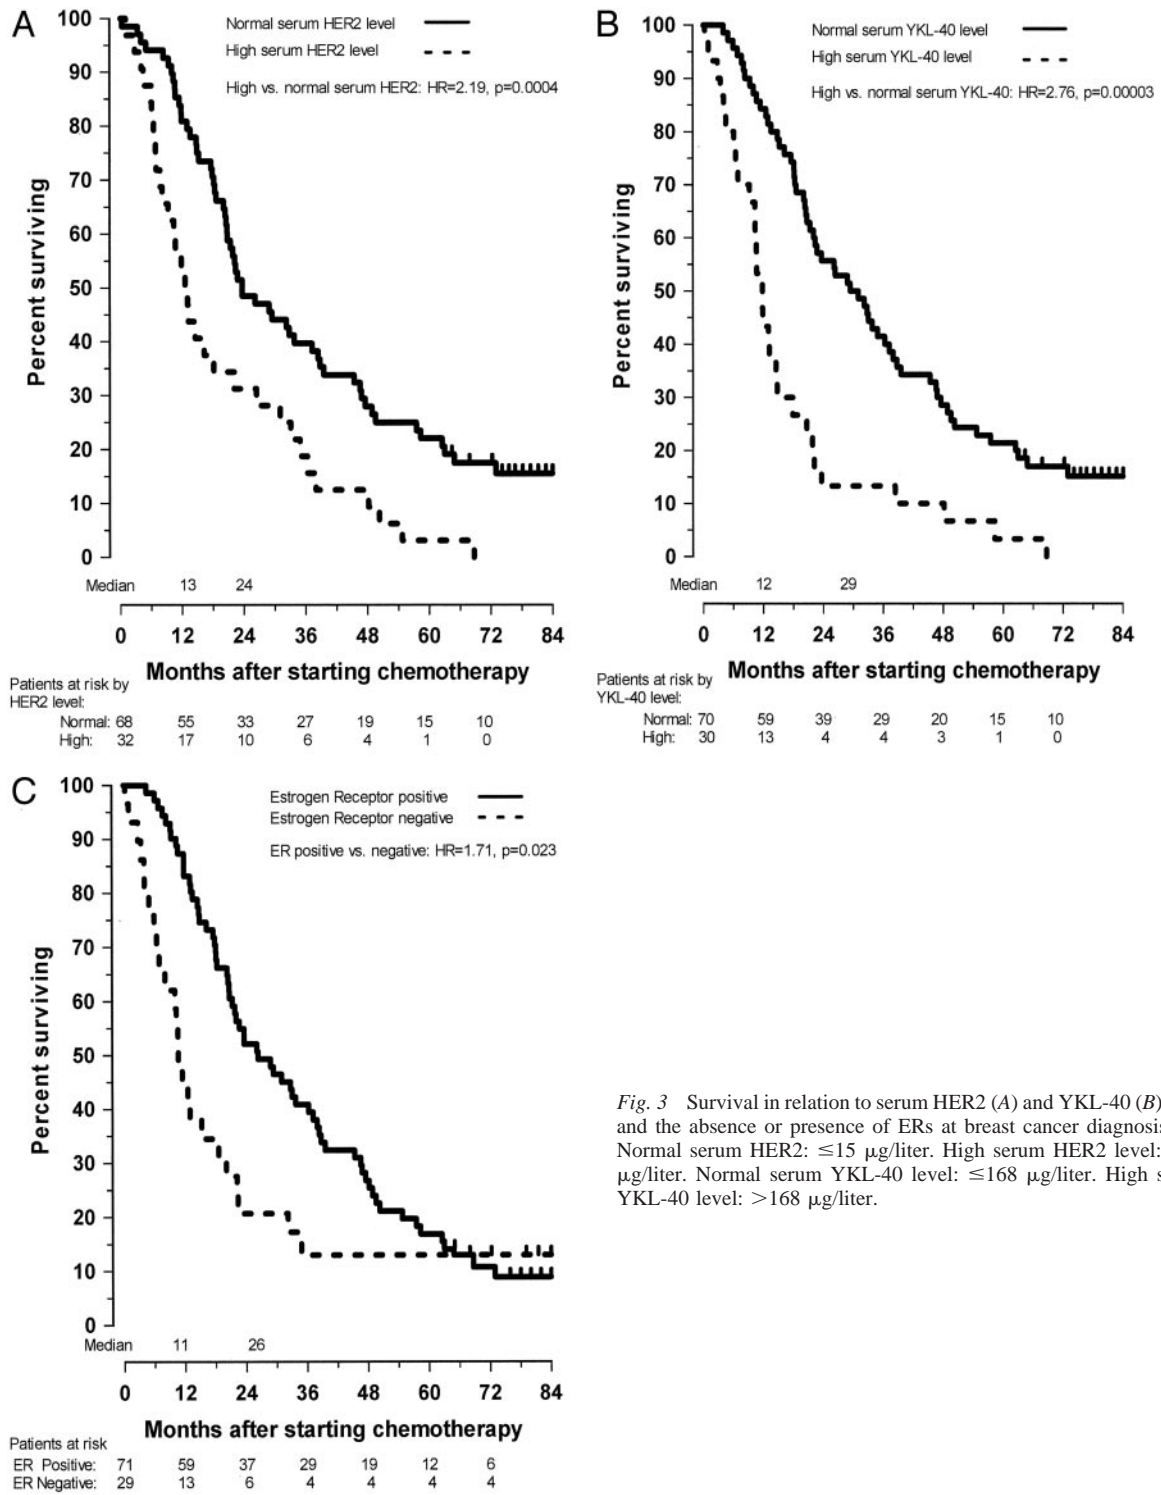 A
Normal serum HER2 level
High serum HER2 level
High vs. normal serum HER2: HR=2.19, p=0.0004
Percent surviving
100
90
80
70
60
50
40
30
20
10
0
Median 13 24
0 12 24 36 48 60 72 84
Months after starting chemotherapy
Patients at risk by
HER2 level:
Normal: 68 55 33 27 19 15 10
High: 32 17 10 6 4 1 0
B
Normal serum YKL-40 level
High serum YKL-40 level
High vs. normal serum YKL-40: HR=2.76, p=0.00003
Percent surviving
100
90
80
70
60
50
40
30
20
10
0
Median 12 29
0 12 24 36 48 60 72 84
Months after starting chemotherapy
Patients at risk by
YKL-40 level:
Normal: 70 59 39 29 20 15 10
High: 30 13 4 4 3 1 0
C
Estrogen Receptor positive
Estrogen Receptor negative
ER positive vs. negative: HR=1.71, p=0.023
Percent surviving
100
90
80
70
60
50
40
30
20
10
0
Median 11 26
0 12 24 36 48 60 72 84
Months after starting chemotherapy
Patients at risk
ER Positive: 71 59 37 29 19 12 6
ER Negative: 29 13 6 4 4 4 4
Fig. 3 Survival in relation to serum HER2 (A) and YKL-40 (B)
and the absence or presence of ERs at breast cancer diagnosis
Normal serum HER2: ≤15 μg/liter. High serum HER2 level:
μg/liter. Normal serum YKL-40 level: ≤168 μg/liter. High s
YKL-40 level: >168 μg/liter.